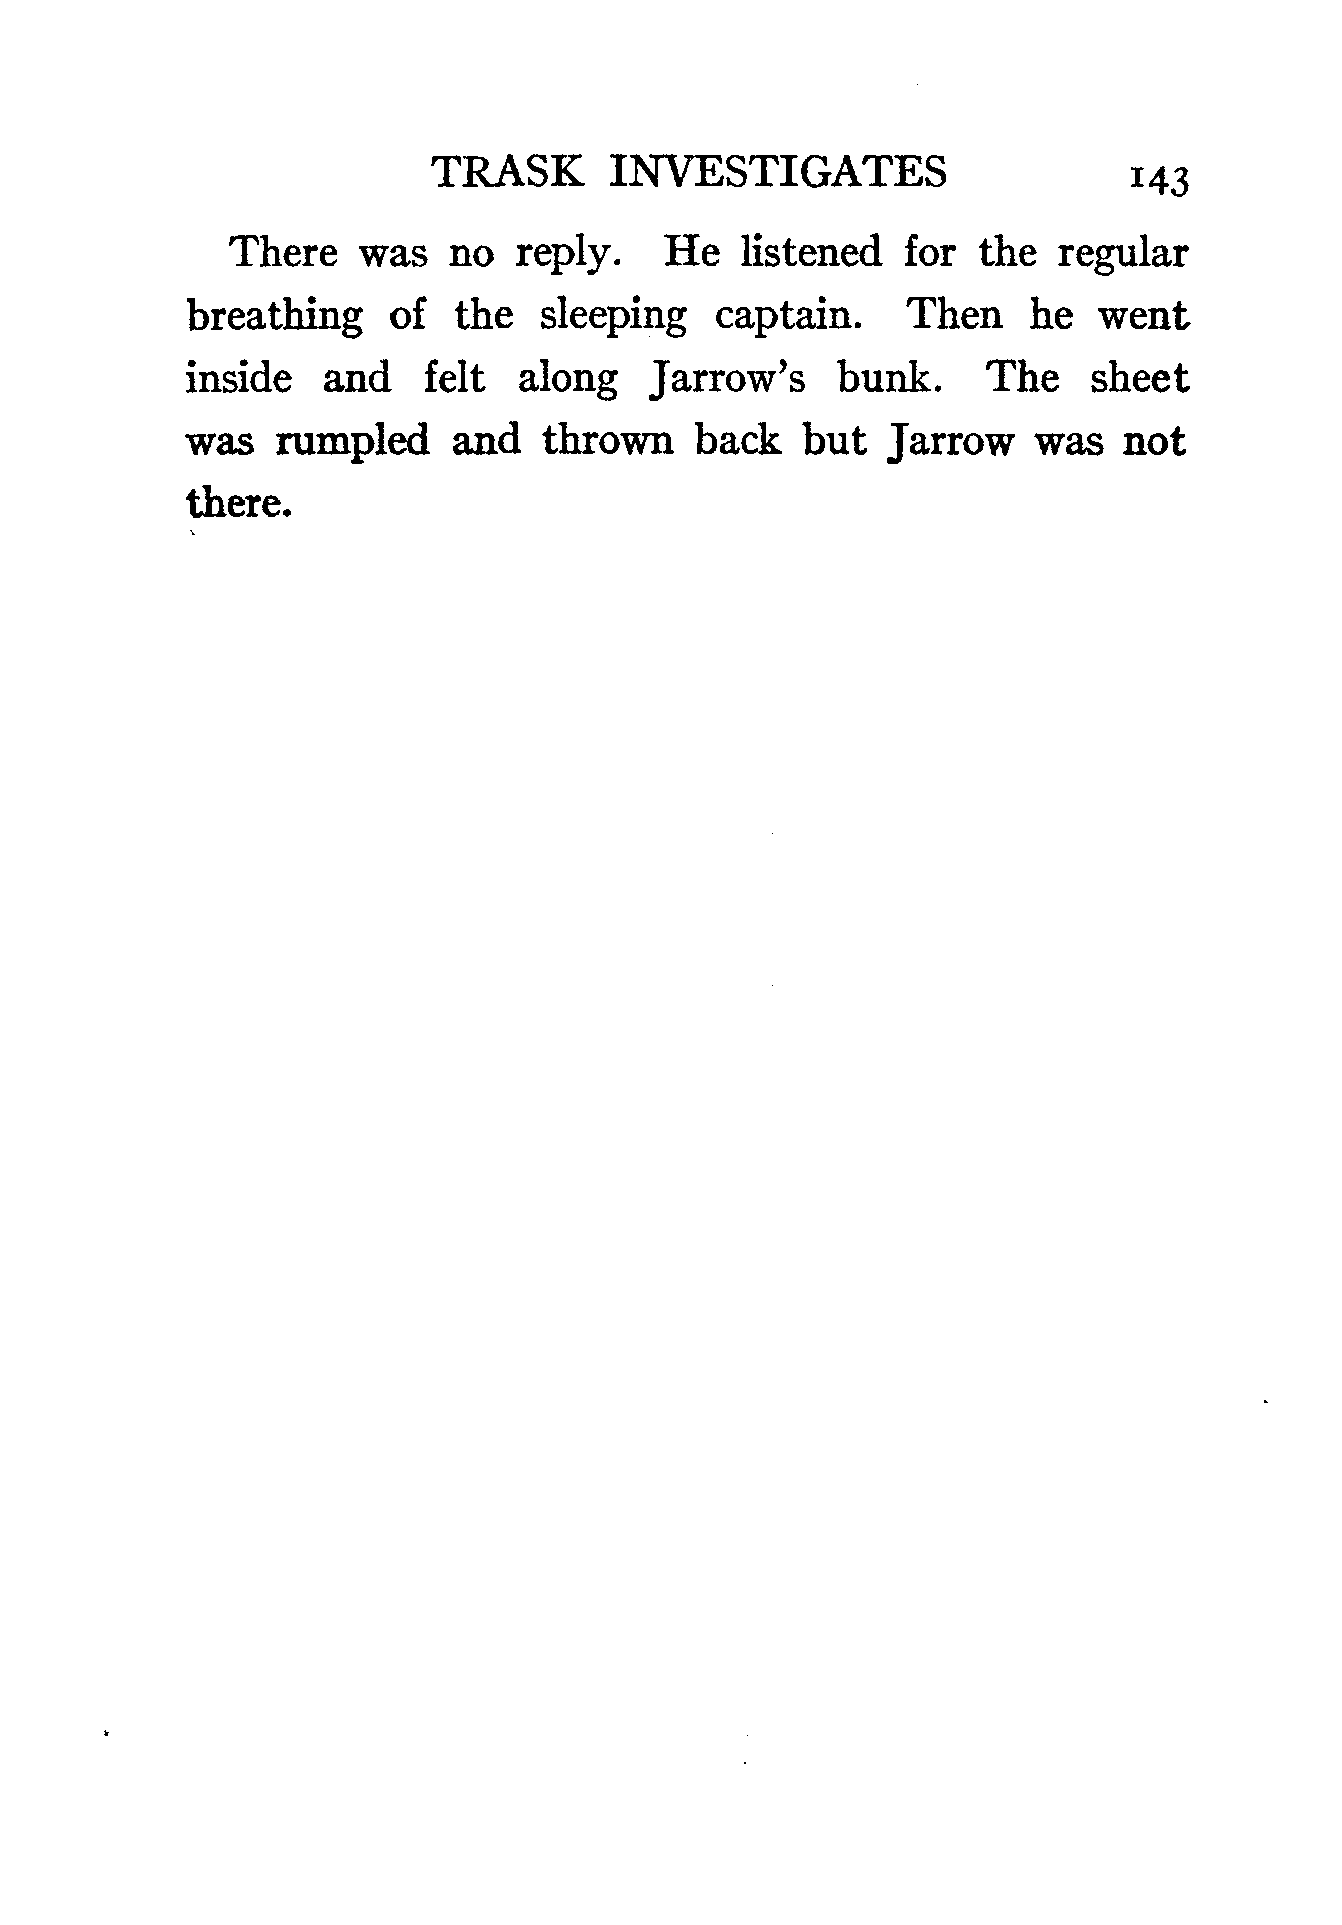 TRASK INVESTIGATES 143
There was no reply. He listened for the regular
breathing of the sleeping captain. Then he went
inside and felt along Jarrow's bunk. The sheet
was rumpled and thrown back but Jarrow was not
there.